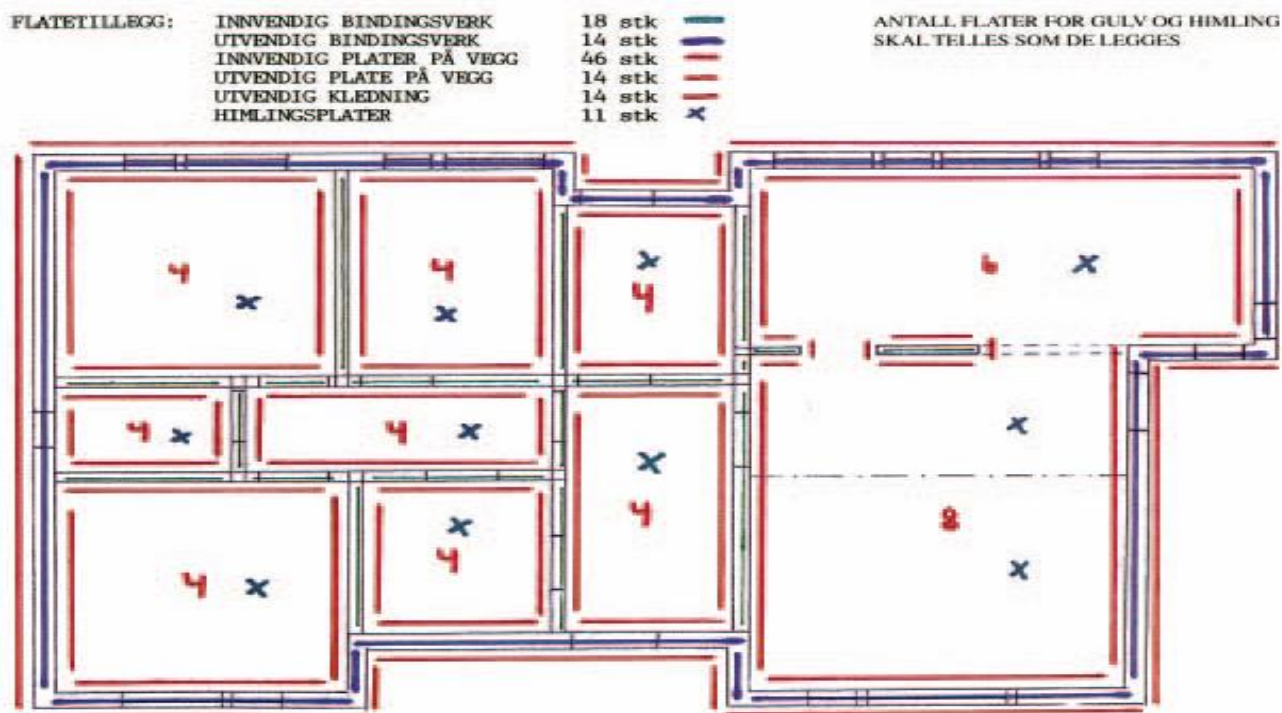 FLATETILLEGG: INNVENDIG BINDINGSVERK 18 stk
UTVENDIG BINDINGSVERK 14 stk
INNVENDIG PLATER PÅ VEGG 46 stk
UTVENDIG PLATE PÅ VEGG 14 stk
UTVENDIG KLEDNING 14 stk
HIMLINGSPLATER 11 stk x
ANTALL FLATER FOR GULV OG HIMLING
SKAL TELLES SOM DE LEGGES
4 x
4 x
x 4
6 x
4 x
4 x
x 4
x
4 x
x 4
8 x